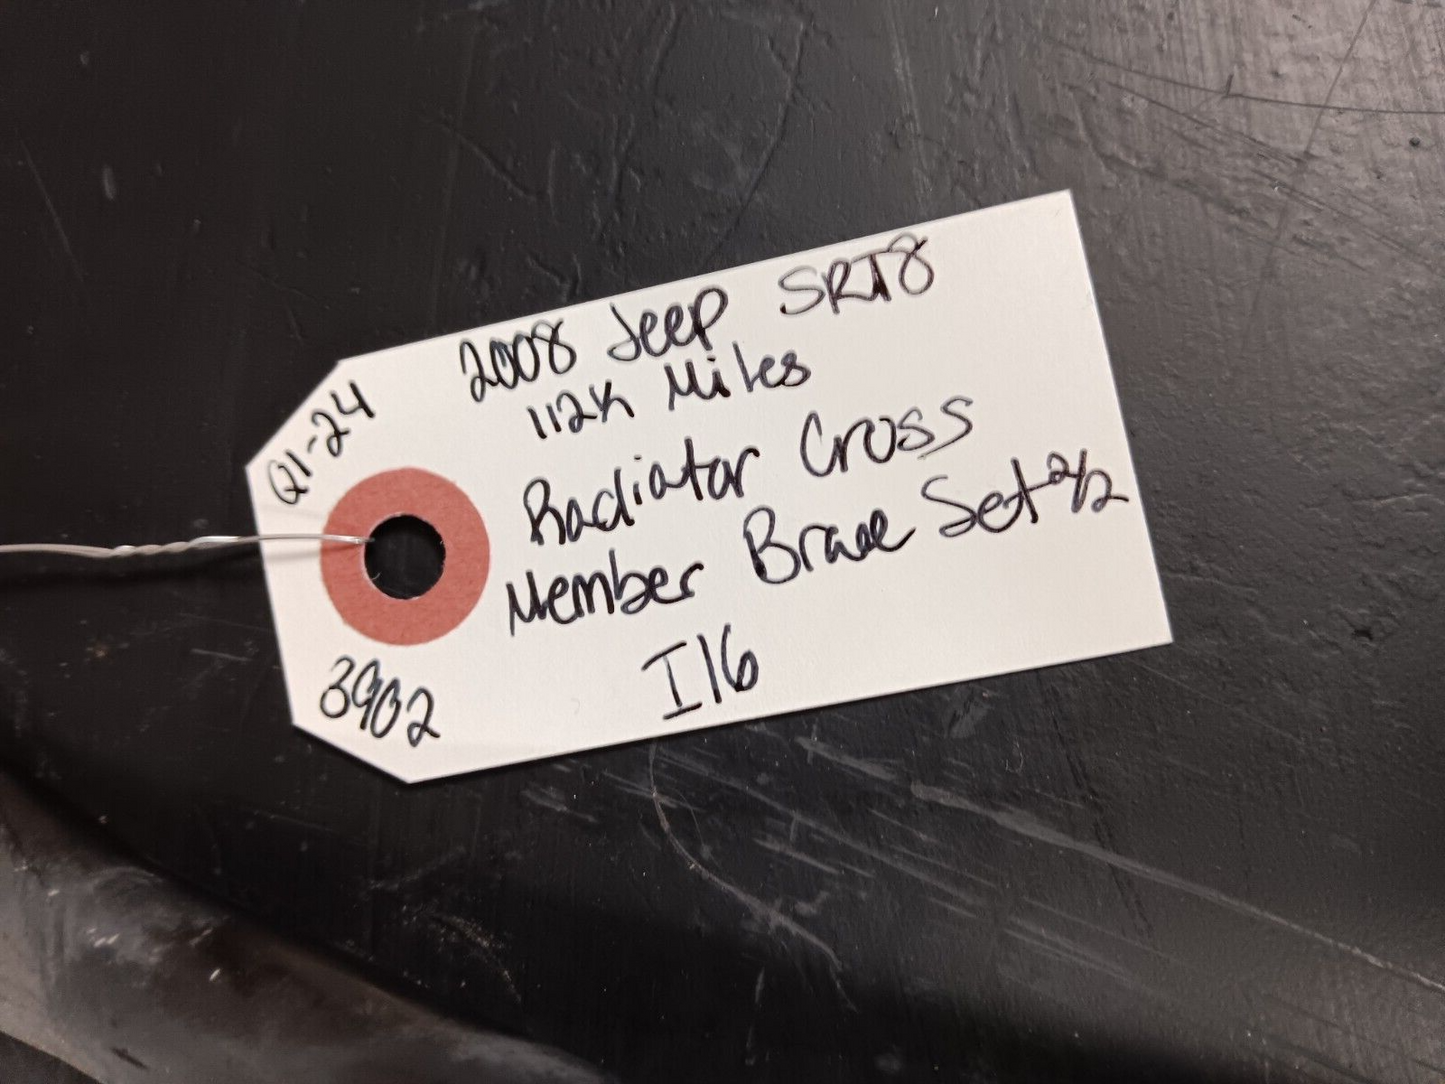 Q1-24
2008 Jeep SRT8
112K Miles
Radiator Cross
Member Brace Set 2/2
I16
3902